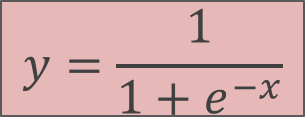 y = 1 / (1 + e^{-x})